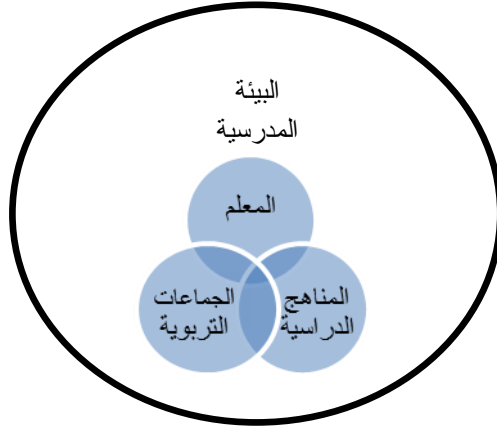 البيئة
المدرسية
المعلم
المناهج
الدراسية
الجماعات
التربوية